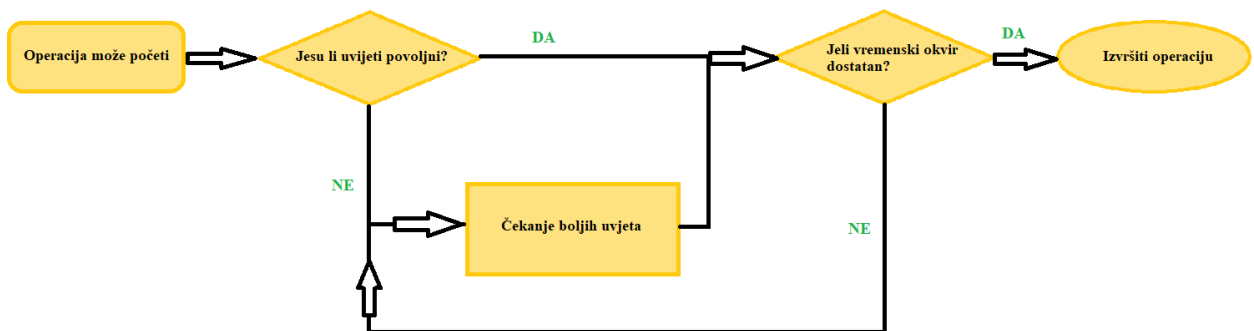 Operacija može početi
Jesu li uvijeti povoljni?
DA
Jeli vremenski okvir
dostatan?
DA
Izvršiti operaciju
NE
Čekanje boljih uvjeta
NE